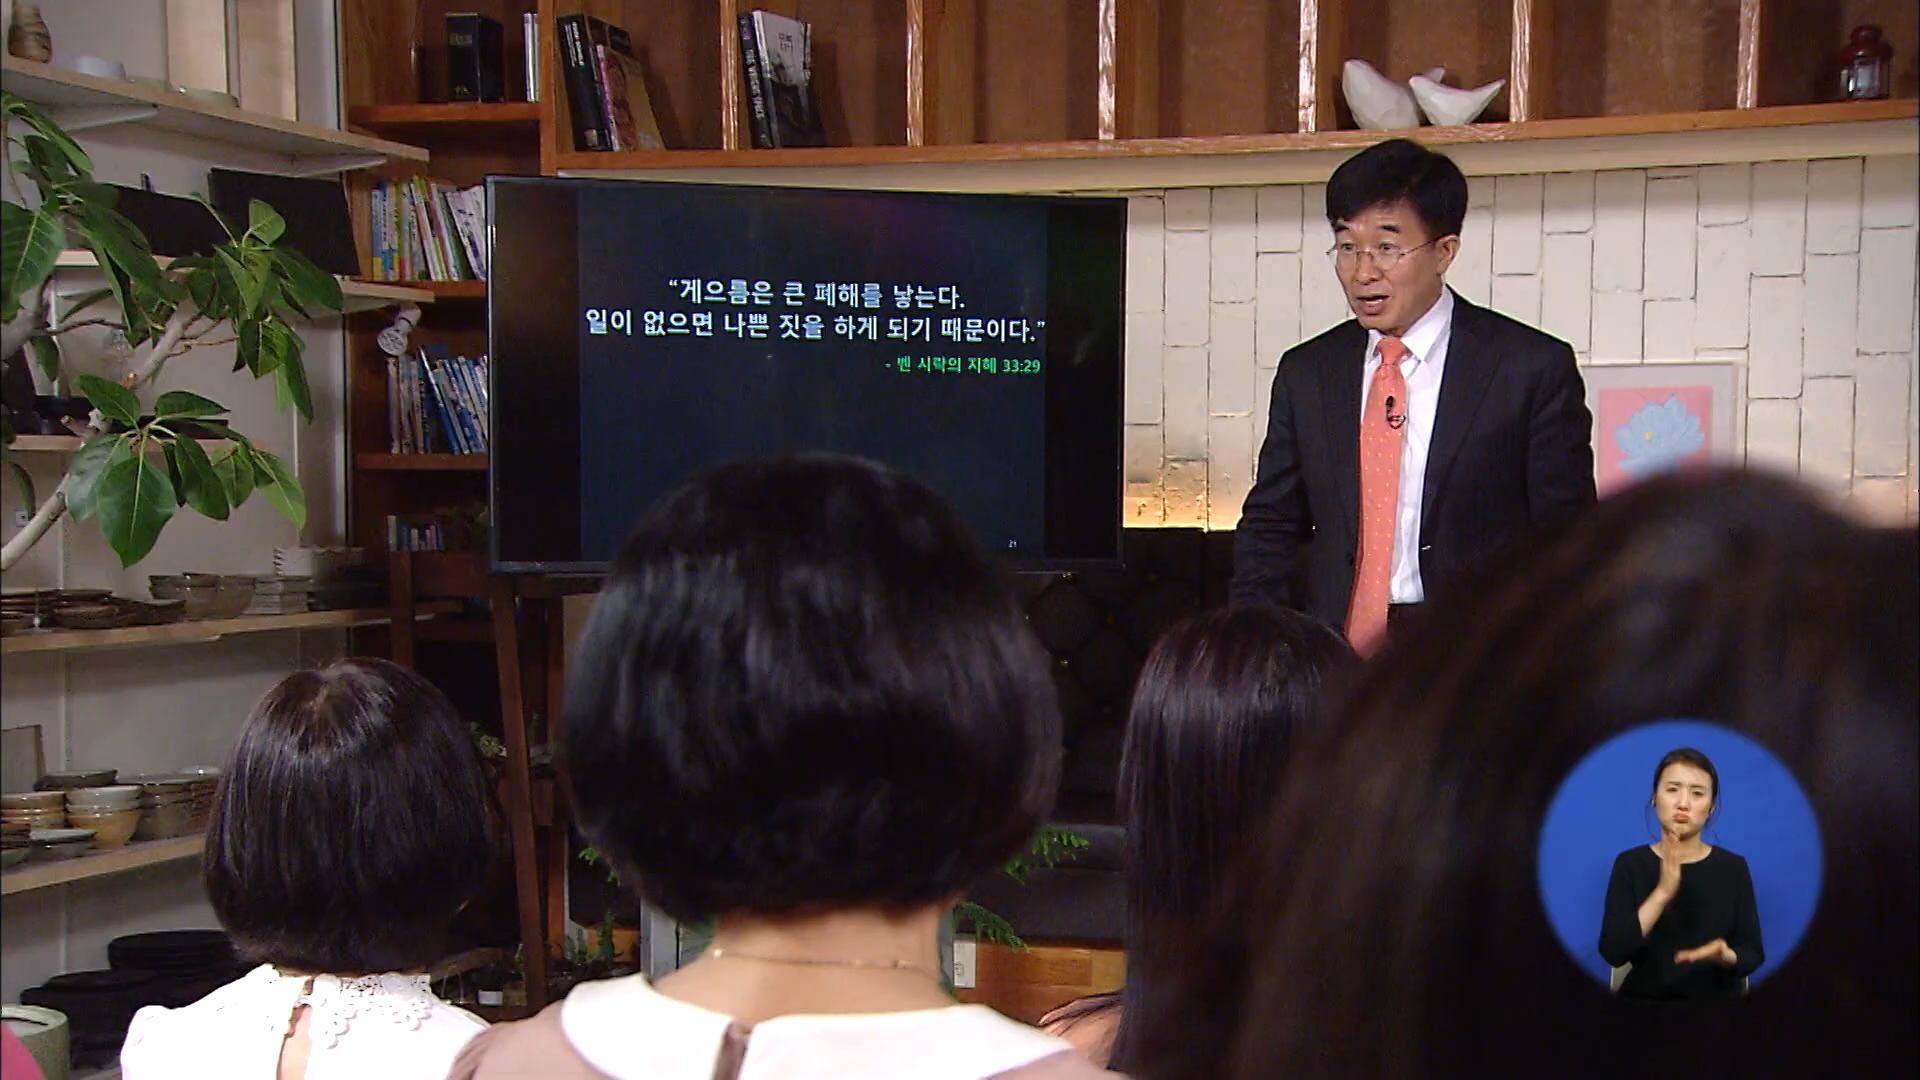 “게으름은 큰 폐해를 낳는다.
일이 없으면 나쁜 짓을 하게 되기 때문이다.”
- 벤 시락의 지혜 33:29
21